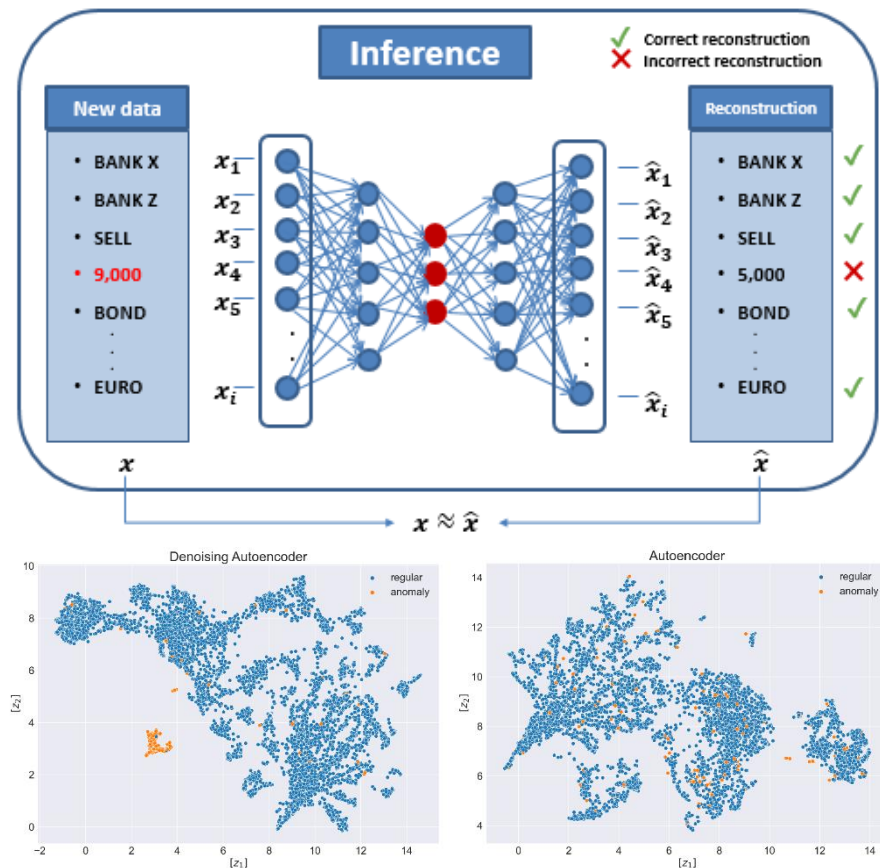 Inference
✓ Correct reconstruction
✕ Incorrect reconstruction
New data
• BANK X
• BANK Z
• SELL
• 9,000
• BOND
.
.
.
• EURO
x
x₁
x₂
x₃
x₄
x₅
xᵢ
x̂₁
x̂₂
x̂₃
x̂₄
x̂₅
x̂ᵢ
Reconstruction
• BANK X
• BANK Z
• SELL
• 5,000
• BOND
.
.
.
• EURO
x̂
x ≈ x̂
Denoising Autoencoder
regular
anomaly
[z₂]
10
8
6
4
2
0
−2 0 2 4 6 8 10 12 14
[z₁]
Autoencoder
regular
anomaly
[z₂]
14
12
10
8
6
4
0 2 4 6 8 10 12 14
[z₁]